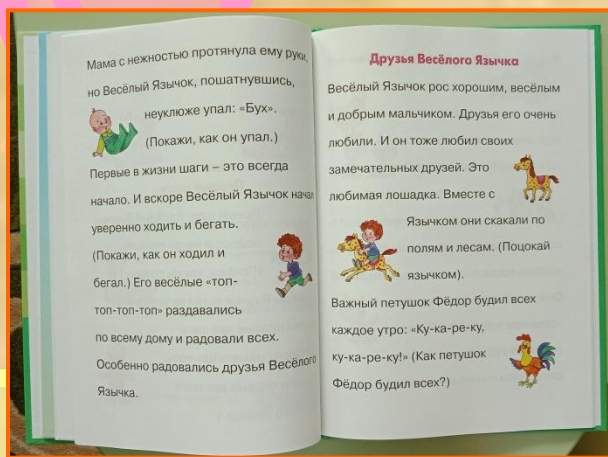 Мама с нежностью протянула ему руки,
но Весёлый Язычок, пошатнувшись,
неуклюже упал: «Бух».
(Покажи, как он упал.)
Первые в жизни шаги – это всегда
начало. И вскоре Весёлый Язычок начал
уверенно ходить и бегать.
(Покажи, как он ходил и
бегал.) Его весёлые «топ-
топ-топ-топ» раздавались
по всему дому и радовали всех.
Особенно радовались друзья Весёлого
Язычка.
Друзья Весёлого Язычка
Весёлый Язычок рос хорошим, весёлым
и добрым мальчиком. Друзья его очень
любили. И он тоже любил своих
замечательных друзей. Это
любимая лошадка. Вместе с
Язычком они скакали по
полям и лесам. (Поцокай
язычком).
Важный петушок Фёдор будил всех
каждое утро: «Ку-ка-ре-ку,
ку-ка-ре-ку!» (Как петушок
Фёдор будил всех?)